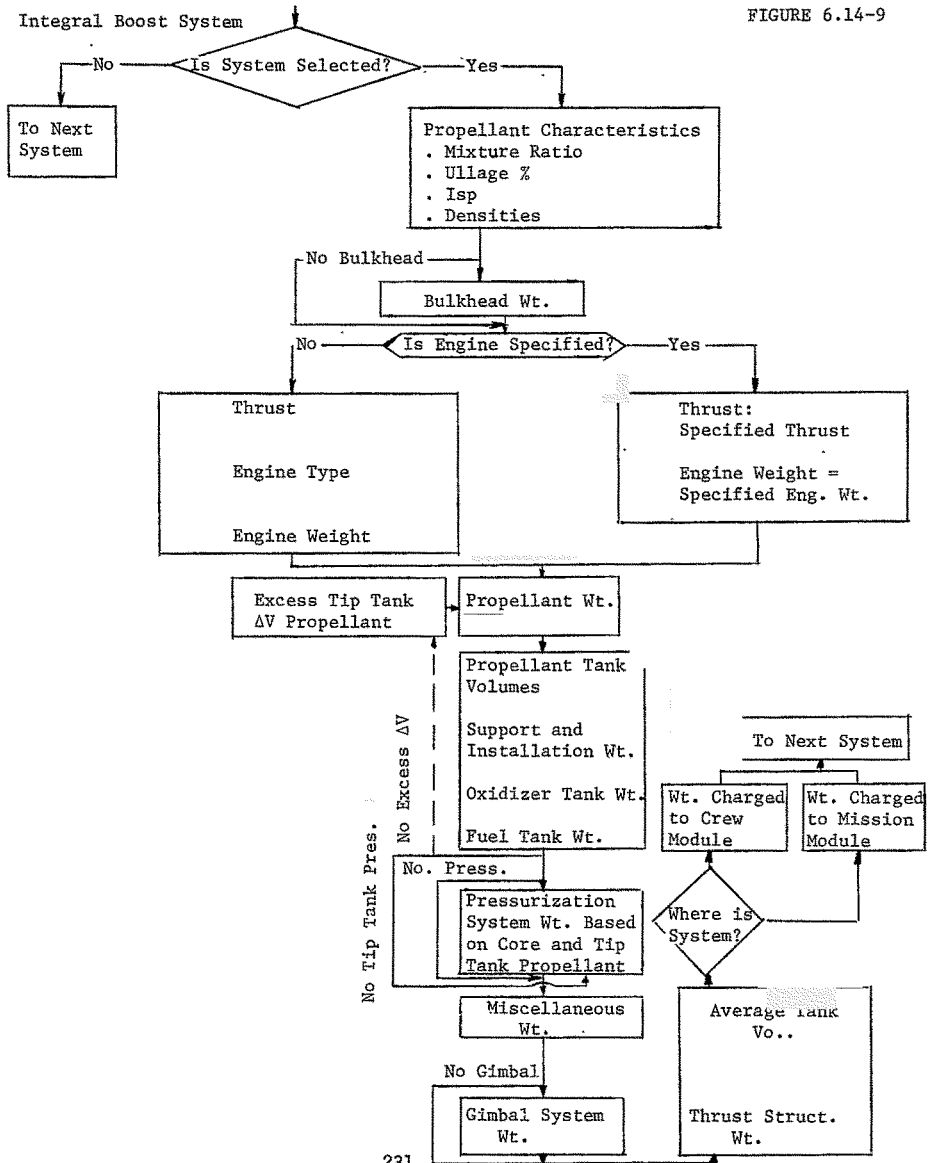 Integral Boost System
FIGURE 6.14-9
Is System Selected?
No
Yes
To Next
System
Propellant Characteristics
. Mixture Ratio
. Ullage %
. Isp
. Densities
No Bulkhead
Bulkhead Wt.
Is Engine Specified?
No
Yes
Thrust
Engine Type
Engine Weight
Thrust:
Specified Thrust
Engine Weight =
Specified Eng. Wt.
Excess Tip Tank
ΔV Propellant
Propellant Wt.
Propellant Tank
Volumes
Support and
Installation Wt.
Oxidizer Tank Wt.
Fuel Tank Wt.
No Excess ΔV
No Tip Tank Pres.
No. Press.
Pressurization
System Wt. Based
on Core and Tip
Tank Propellant
Miscellaneous
Wt.
No Gimbal
Gimbal System
Wt.
To Next System
Wt. Charged
to Crew
Module
Wt. Charged
to Mission
Module
Where is
System?
Average Tank
Vo..
Thrust Struct.
Wt.
231